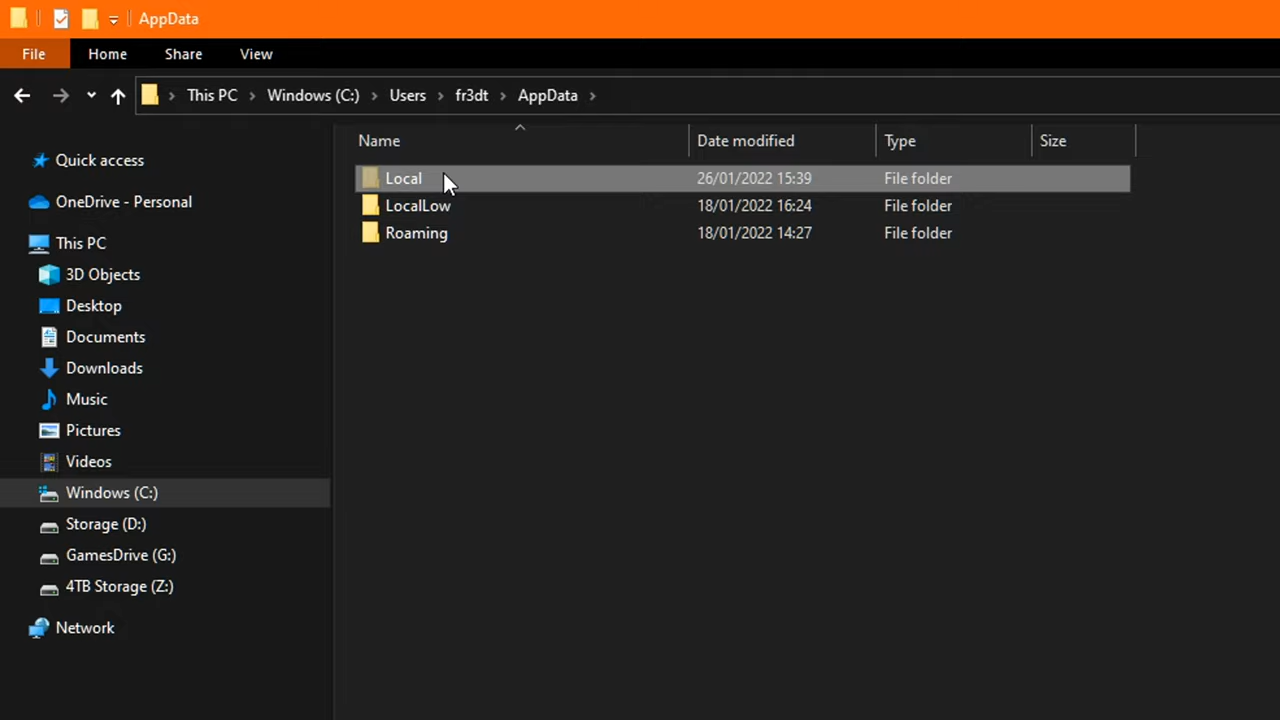 AppData
File Home Share View
This PC Windows (C:) Users fr3dt AppData
Name Date modified Type Size
Quick access
OneDrive - Personal
This PC
3D Objects
Desktop
Documents
Downloads
Music
Pictures
Videos
Windows (C:)
Storage (D:)
GamesDrive (G:)
4TB Storage (Z:)
Network
Local 26/01/2022 15:39 File folder
LocalLow 18/01/2022 16:24 File folder
Roaming 18/01/2022 14:27 File folder